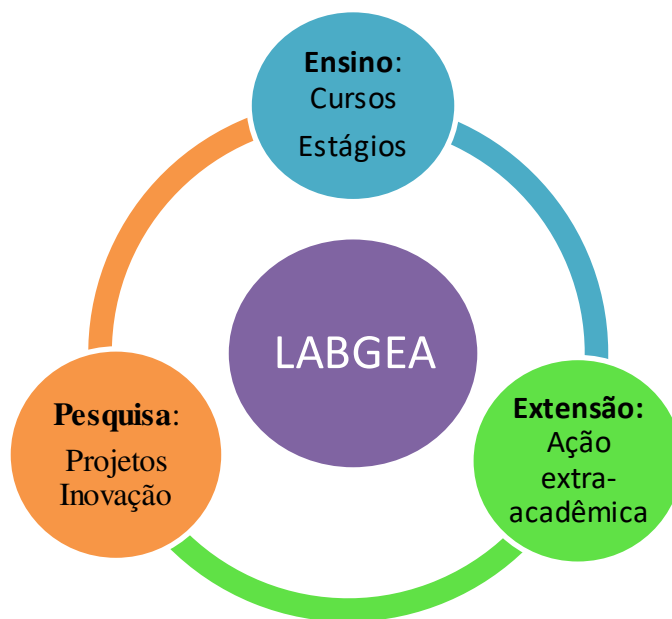 Ensino:
Cursos
Estágios
LABGEA
Pesquisa:
Projetos
Inovação
Extensão:
Ação
extra-
acadêmica